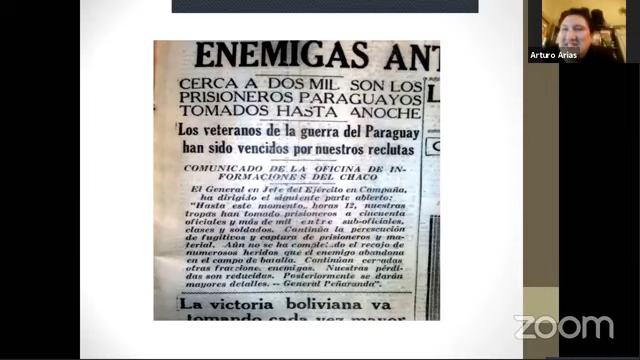 ENEMIGAS ANT
CERCA A DOS MIL SON LOS
PRISIONEROS PARAGUAYOS
TOMADOS HASTA ANOCHE
Los veteranos de la guerra del Paraguay
han sido vencidos por nuestros reclutas
COMUNICADO DE LA OFICINA DE IN-
FORMACIONES DEL CHACO
El General en Jefe del Ejército en Campaña,
ha dirigido el siguiente parte abierto:
"Hasta este momento, horas 12, nuestras
tropas han tomado prisioneros a cincuenta
oficiales y más de mil entre sub-oficiales,
clases y soldados. Continúa la persecución
de fugitivos y captura de prisioneros y ma-
terial. Aún no se ha el recojo de
numerosos heridos que el enemigo abandona
en el campo de batalla. Continúan cercadas
otras fracciones enemigas. Nuestras pérdi-
das son reducidas. Posteriormente se darán
mayores detalles. -- General Peñaranda".
La victoria boliviana va
tomando cada vez mayor
Arturo Arias
zoom